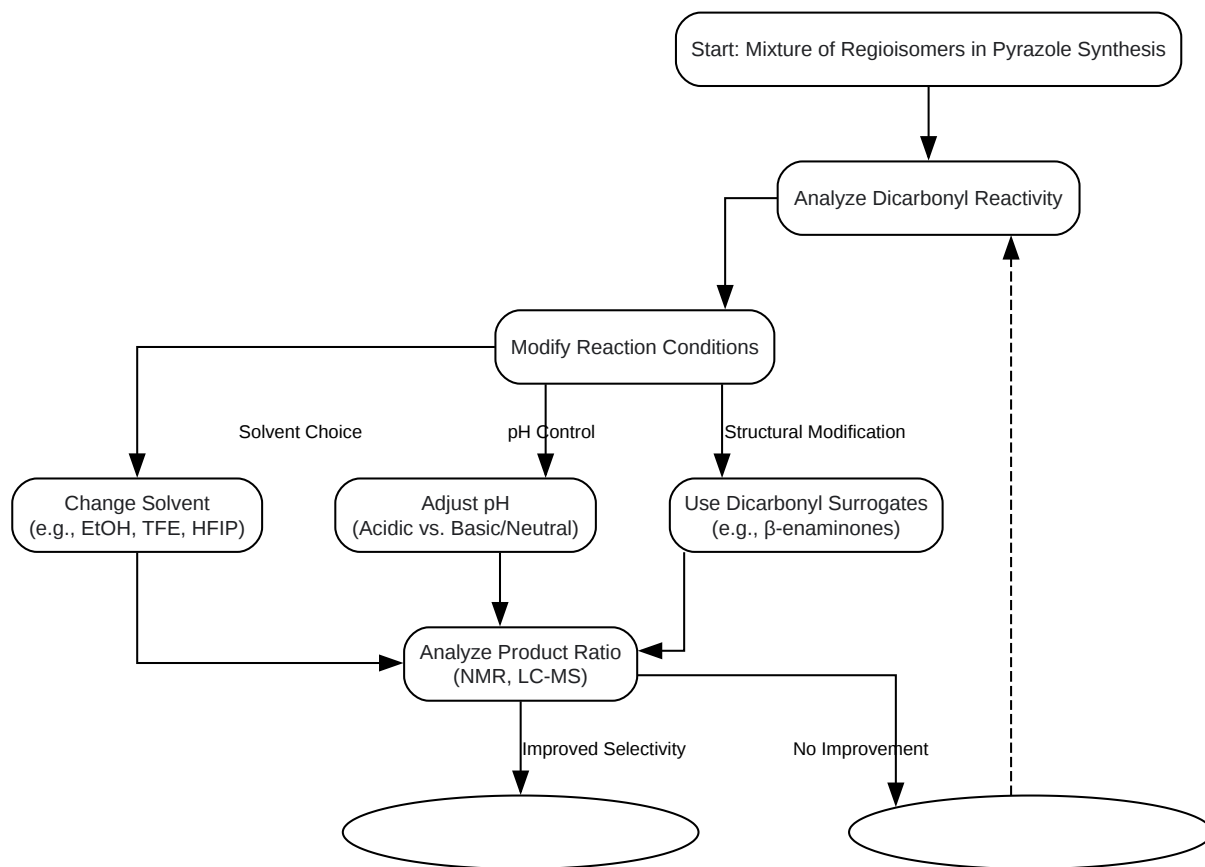 Start: Mixture of Regioisomers in Pyrazole Synthesis
Analyze Dicarbonyl Reactivity
Modify Reaction Conditions
Solvent Choice
pH Control
Structural Modification
Change Solvent
(e.g., EtOH, TFE, HFIP)
Adjust pH
(Acidic vs. Basic/Neutral)
Use Dicarbonyl Surrogates
(e.g., β-enaminones)
Analyze Product Ratio
(NMR, LC-MS)
Improved Selectivity
No Improvement